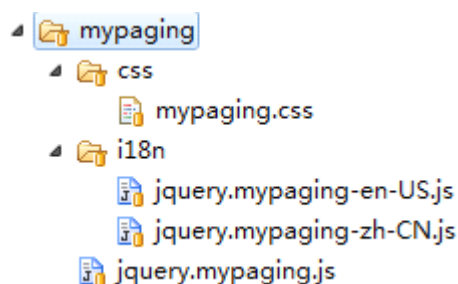 mypaging
css
mypaging.css
i18n
jquery.mypaging-en-US.js
jquery.mypaging-zh-CN.js
jquery.mypaging.js